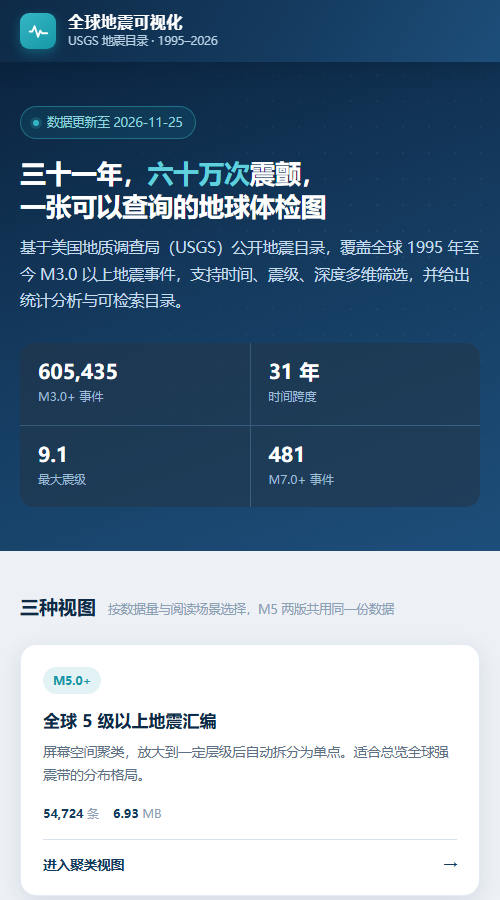 全球地震可视化
USGS 地震目录 · 1995–2026
数据更新至 2026-11-25
三十一年，六十万次震颤，
一张可以查询的地球体检图
基于美国地质调查局（USGS）公开地震目录，覆盖全球 1995 年至
今 M3.0 以上地震事件，支持时间、震级、深度多维筛选，并给出
统计分析与可检索目录。
605,435
M3.0+ 事件
31 年
时间跨度
9.1
最大震级
481
M7.0+ 事件
三种视图 按数据量与阅读场景选择，M5 两版共用同一份数据
M5.0+
全球 5 级以上地震汇编
屏幕空间聚类，放大到一定层级后自动拆分为单点。适合总览全球强
震带的分布格局。
54,724 条 6.93 MB
进入聚类视图 →